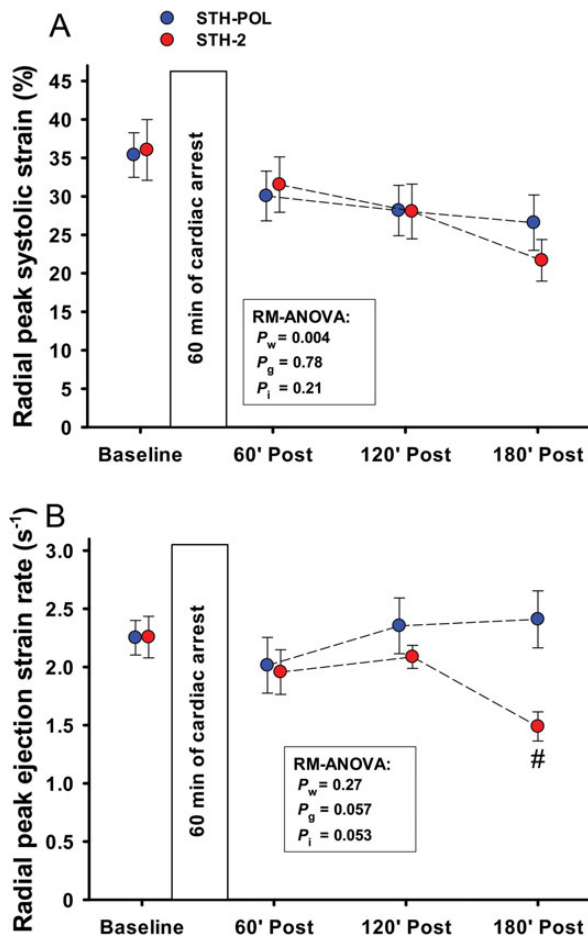 A
STH-POL
STH-2
Radial peak systolic strain (%)
45
40
35
30
25
20
15
10
5
0
60 min of cardiac arrest
RM-ANOVA:
Pw = 0.004
Pg = 0.78
Pi = 0.21
Baseline
60' Post
120' Post
180' Post
B
Radial peak ejection strain rate (s-1)
3.0
2.5
2.0
1.5
1.0
0.5
0
60 min of cardiac arrest
RM-ANOVA:
Pw = 0.27
Pg = 0.057
Pi = 0.053
#
Baseline
60' Post
120' Post
180' Post